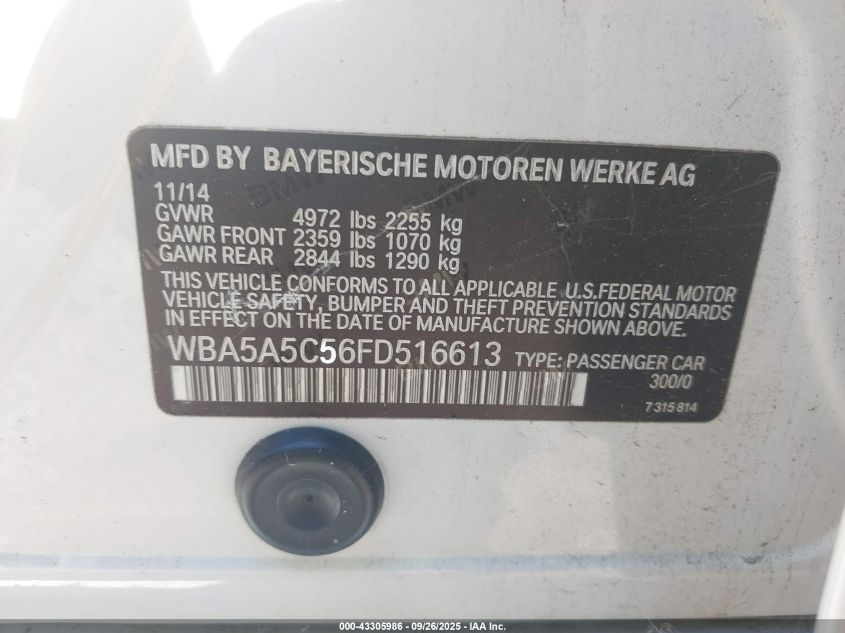 MFD BY BAYERISCHE MOTOREN WERKE AG
11/14
GVWR 4972 lbs 2255 kg
GAWR FRONT 2359 lbs 1070 kg
GAWR REAR 2844 lbs 1290 kg
THIS VEHICLE CONFORMS TO ALL APPLICABLE U.S.FEDERAL MOTOR
VEHICLE SAFETY, BUMPER AND THEFT PREVENTION STANDARDS
IN EFFECT ON THE DATE OF MANUFACTURE SHOWN ABOVE.
WBA5A5C56FD516613 TYPE: PASSENGER CAR
300/0
7 315 814
000-43305986 - 09/26/2025 - IAA Inc.